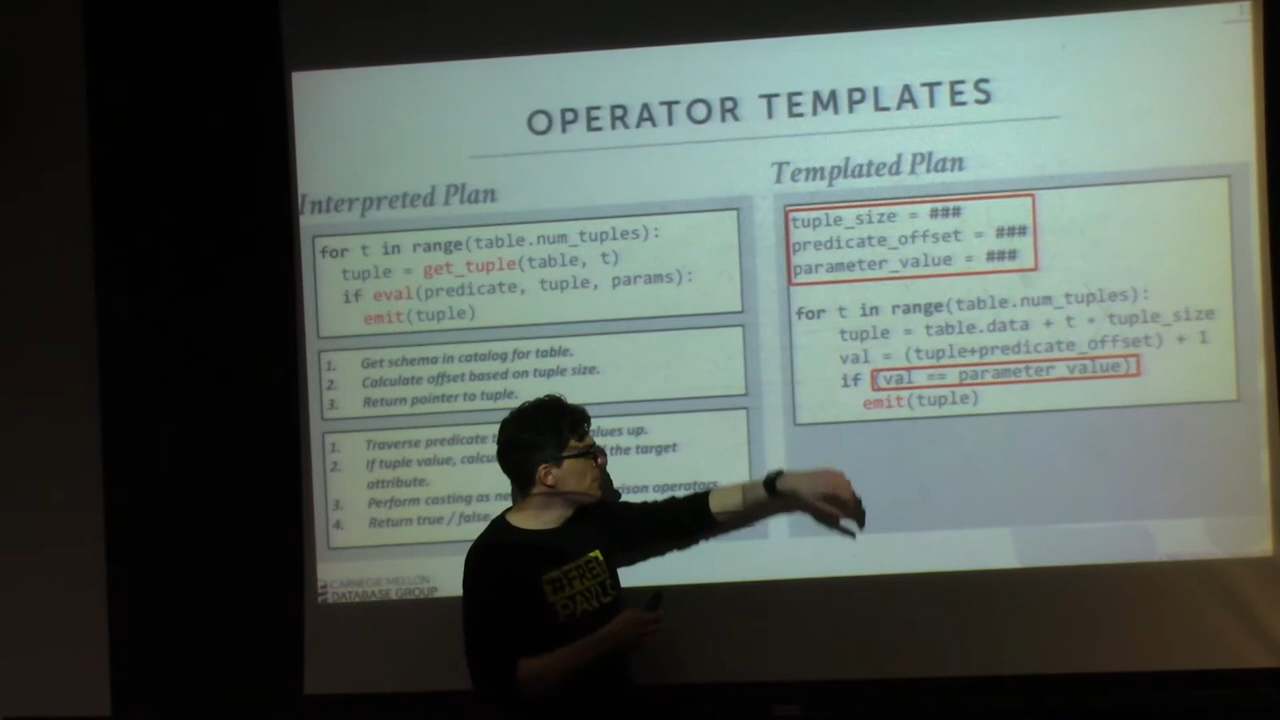 OPERATOR TEMPLATES
Interpreted Plan
for t in range(table.num_tuples):
tuple = get_tuple(table, t)
if eval(predicate, tuple, params):
emit(tuple)
1. Get schema in catalog for table.
2. Calculate offset based on tuple size.
3. Return pointer to tuple.
1. Traverse predicate values up.
2. If tuple value, the target
attribute.
3. Perform casting as operators.
4. Return true / false.
CARNEGIE MELLON
DATABASE GROUP
Templated Plan
tuple_size = ###
predicate_offset = ###
parameter_value = ###
for t in range(table.num_tuples):
tuple = table.data + t * tuple_size
val = (tuple+predicate_offset) + 1
if (val == parameter_value)
emit(tuple)